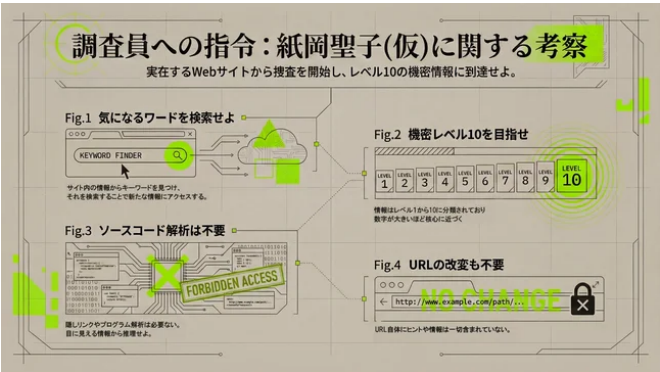 調査員への指令：紙岡聖子(仮)に関する考察
実在するWebサイトから捜査を開始し、レベル10の機密情報に到達せよ。
Fig.1 気になるワードを検索せよ
KEYWORD FINDER
サイト内の情報からキーワードを見つけ、
それを検索することで新たな情報にアクセスする。
Fig.2 機密レベル10を目指せ
LEVEL 1
LEVEL 2
LEVEL 3
LEVEL 4
LEVEL 5
LEVEL 6
LEVEL 7
LEVEL 8
LEVEL 9
LEVEL 10
情報はレベル1から10に分類されており
数字が大きいほど核心に近づく
Fig.3 ソースコード解析は不要
FORBIDDEN ACCESS
隠しリンクやプログラム解析は必要ない。
目に見える情報から推理せよ。
Fig.4 URLの改変も不要
http://www.example.com/path/...
NO CHANGE
URL自体にヒントや情報は一切含まれていない。